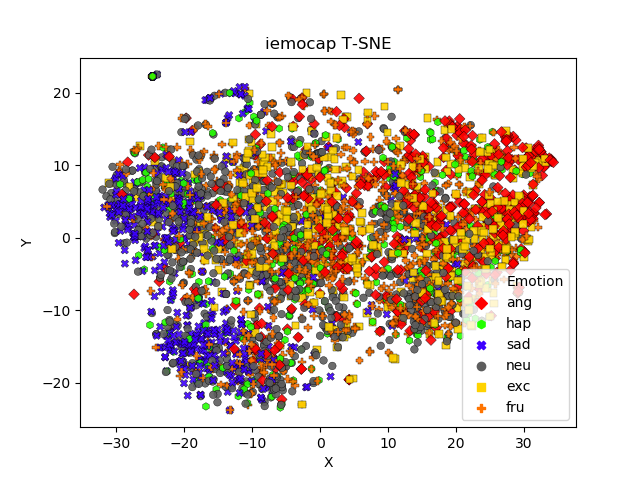 iemocap T-SNE
Y
20
10
0
−10
−20
−30
−20
−10
0
10
20
30
X
Emotion
ang
hap
sad
neu
exc
fru